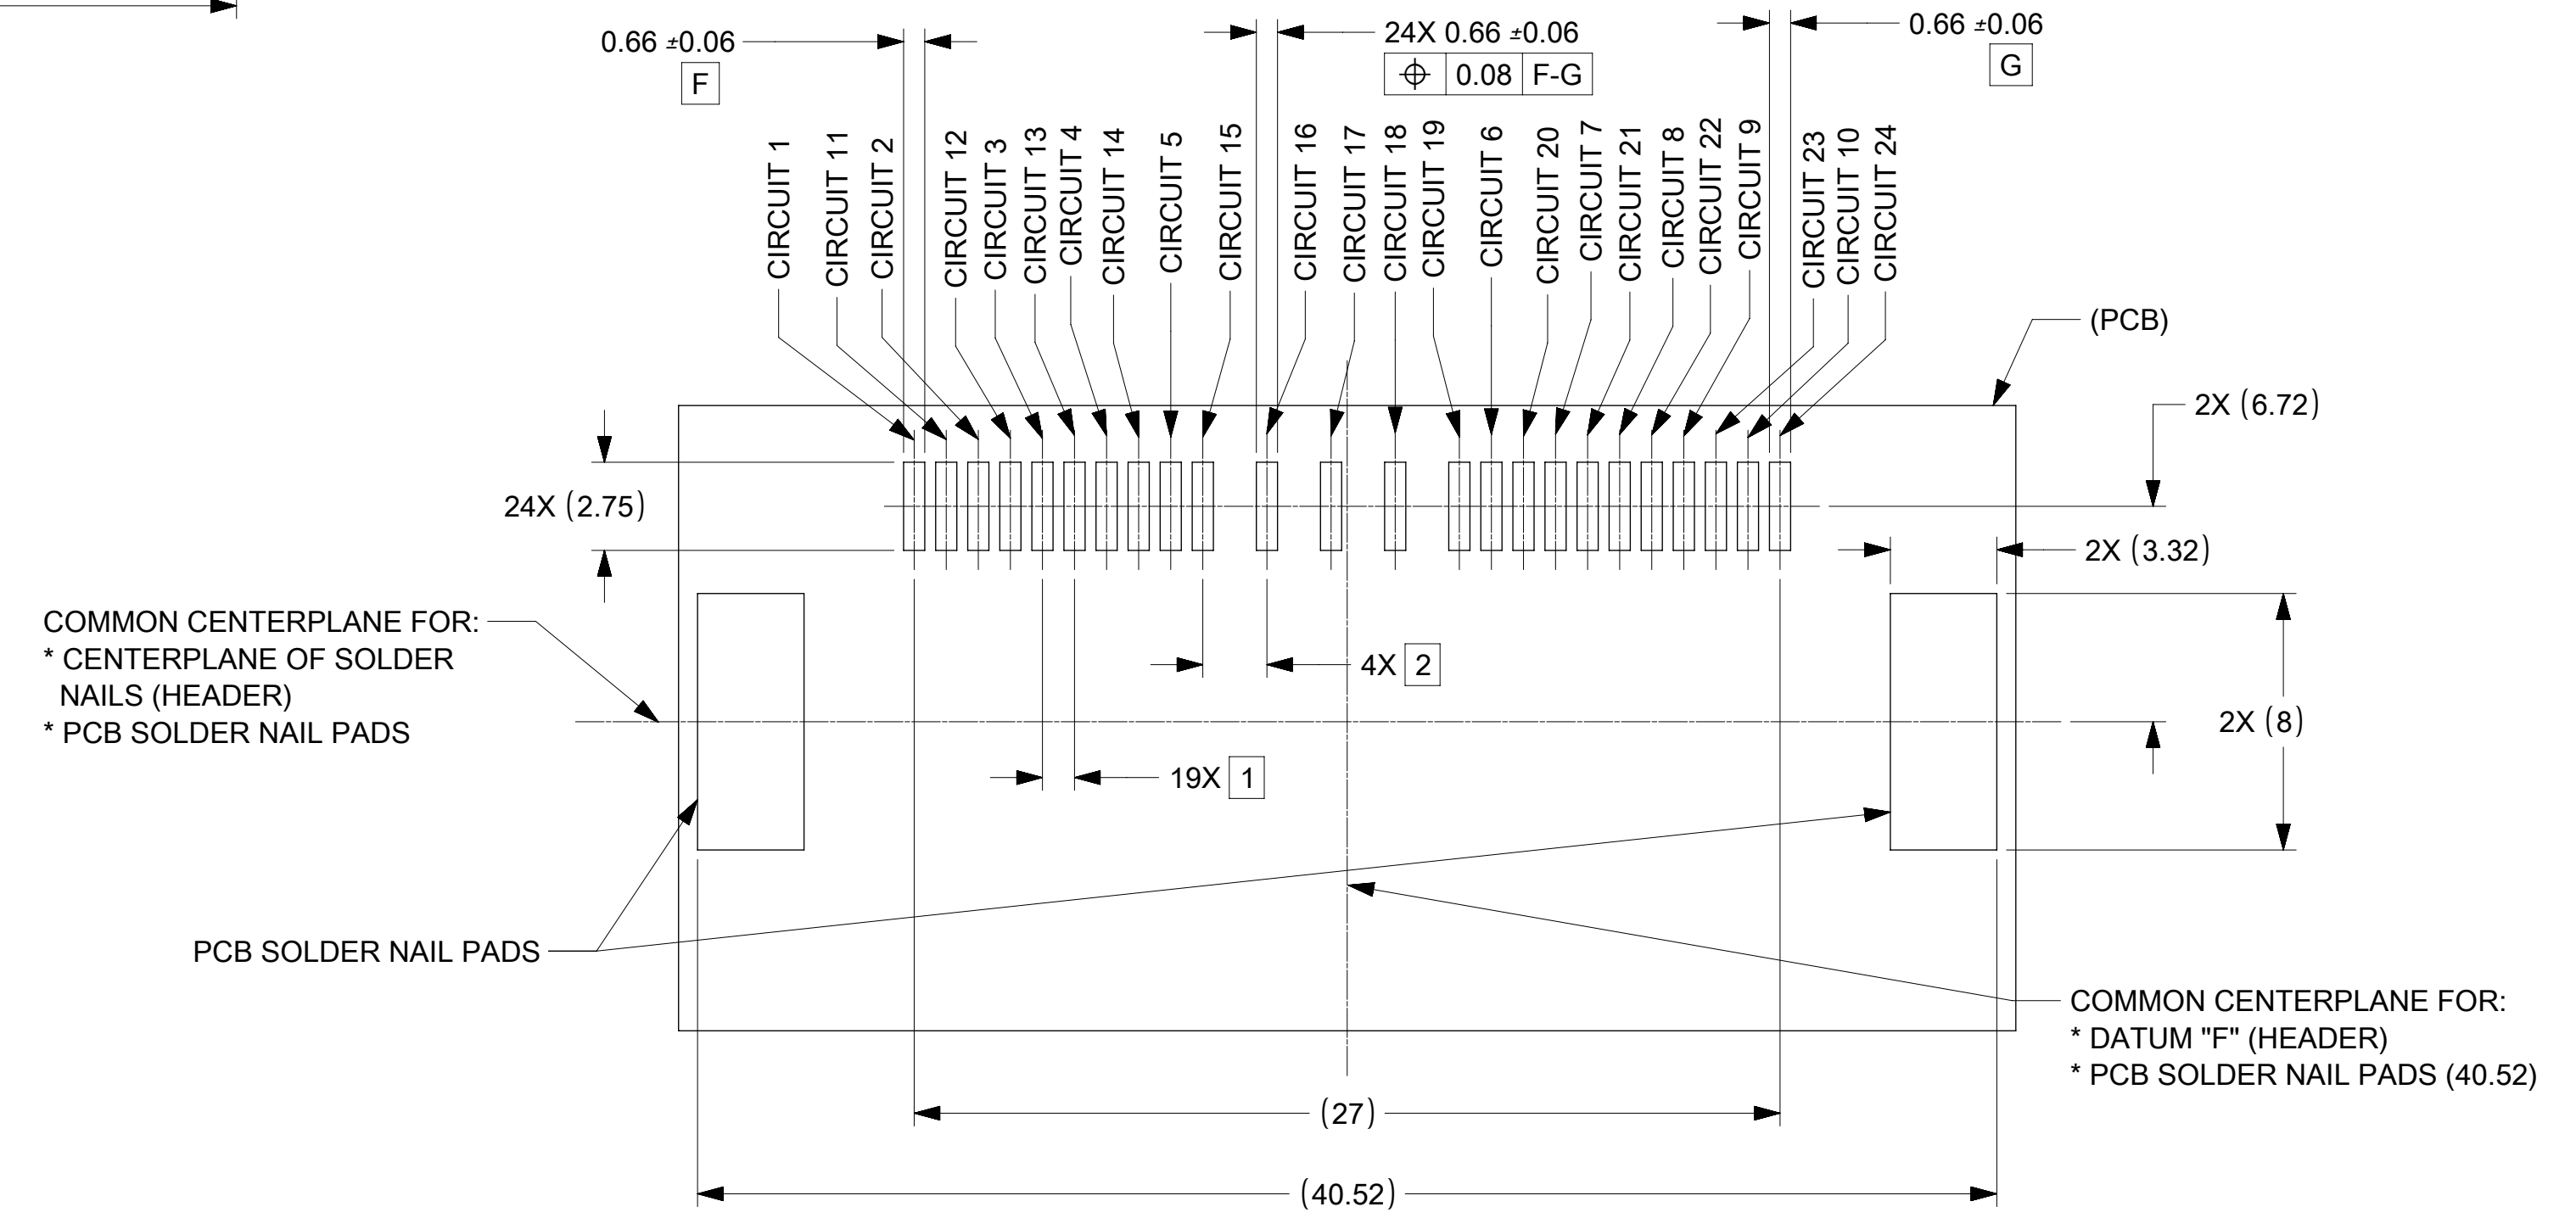 0.66 ±0.06
F
24X 0.66 ±0.06
⌖ 0.08 F-G
0.66 ±0.06
G
CIRCUIT 1
CIRCUIT 11
CIRCUIT 2
CIRCUIT 12
CIRCUIT 3
CIRCUIT 13
CIRCUIT 4
CIRCUIT 14
CIRCUIT 5
CIRCUIT 15
CIRCUIT 16
CIRCUIT 17
CIRCUIT 18
CIRCUIT 19
CIRCUIT 6
CIRCUIT 20
CIRCUIT 7
CIRCUIT 21
CIRCUIT 8
CIRCUIT 22
CIRCUIT 9
CIRCUIT 23
CIRCUIT 10
CIRCUIT 24
(PCB)
2X (6.72)
24X (2.75)
2X (3.32)
COMMON CENTERPLANE FOR:
* CENTERPLANE OF SOLDER
NAILS (HEADER)
* PCB SOLDER NAIL PADS
4X 2
2X (8)
19X 1
PCB SOLDER NAIL PADS
COMMON CENTERPLANE FOR:
* DATUM "F" (HEADER)
* PCB SOLDER NAIL PADS (40.52)
(27)
(40.52)